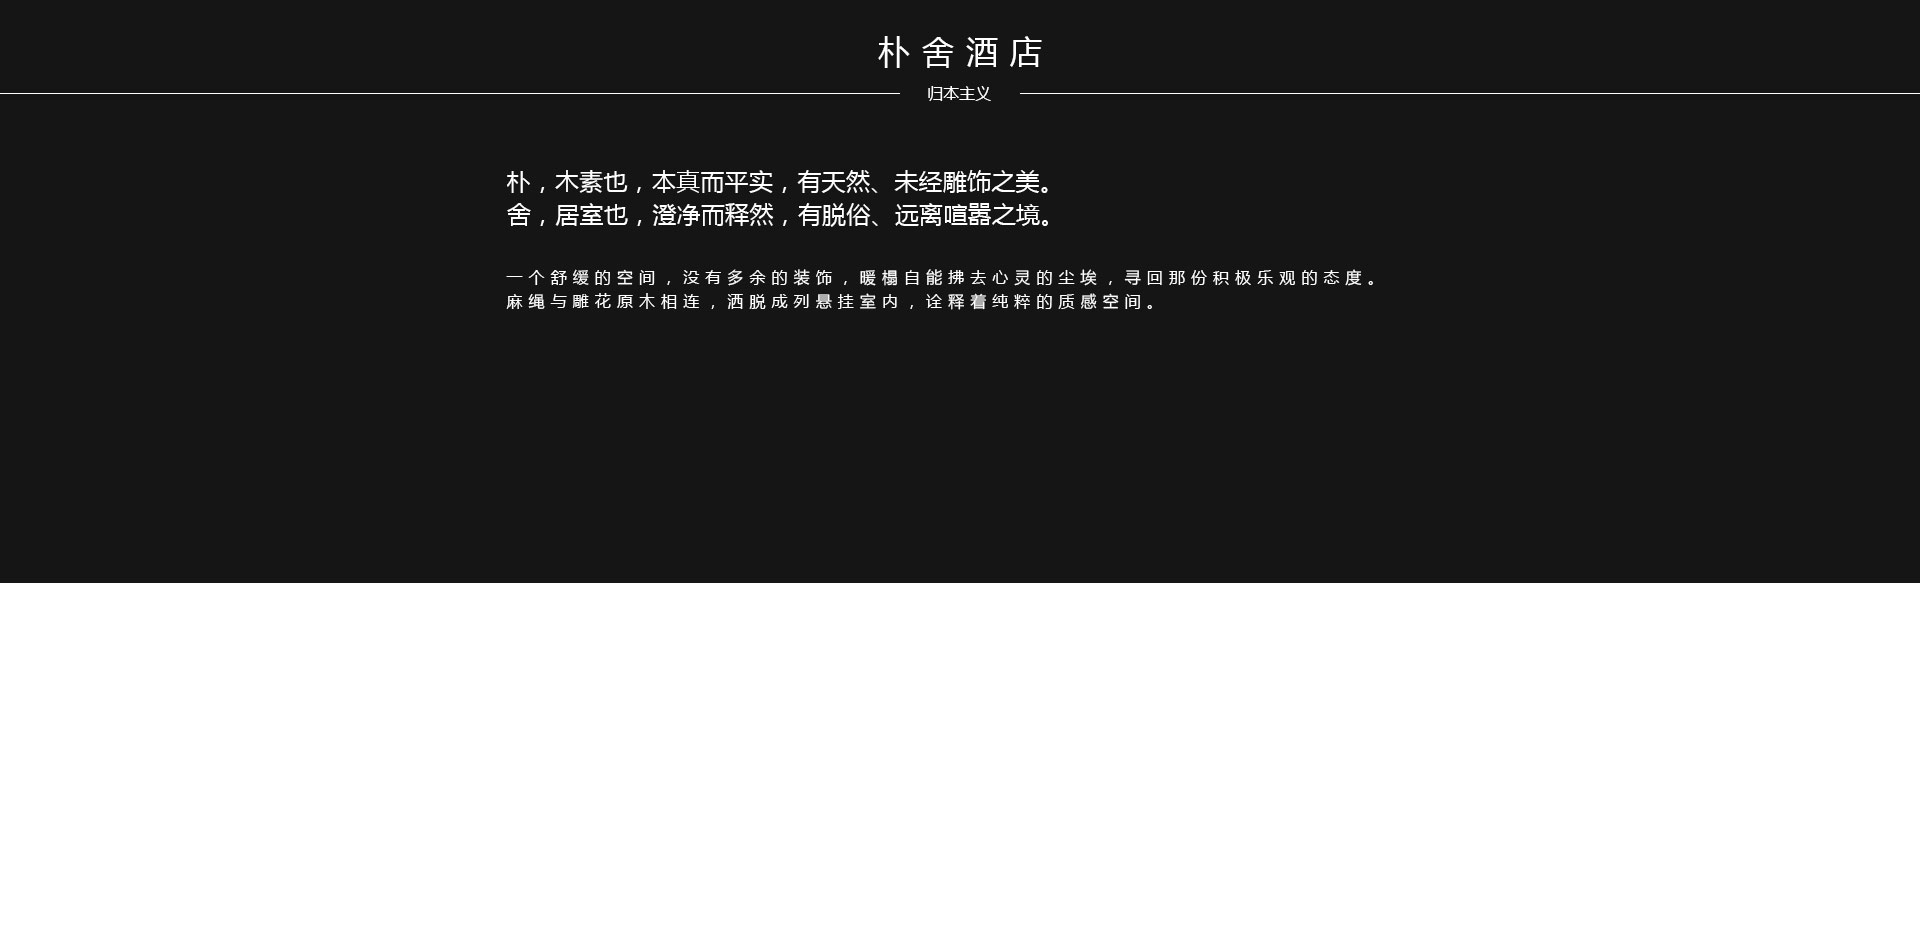 朴舍酒店
归本主义
朴，木素也，本真而平实，有天然、未经雕饰之美。
舍，居室也，澄净而释然，有脱俗、远离喧嚣之境。
一个舒缓的空间，没有多余的装饰，暖榻自能拂去心灵的尘埃，寻回那份积极乐观的态度。
麻绳与雕花原木相连，洒脱成列悬挂室内，诠释着纯粹的质感空间。